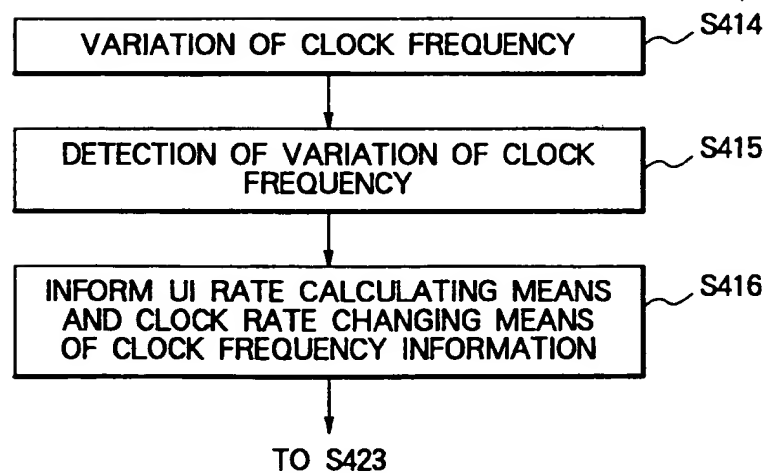 VARIATION OF CLOCK FREQUENCY
S414
DETECTION OF VARIATION OF CLOCK
FREQUENCY
S415
INFORM UI RATE CALCULATING MEANS
AND CLOCK RATE CHANGING MEANS
OF CLOCK FREQUENCY INFORMATION
S416
TO S423